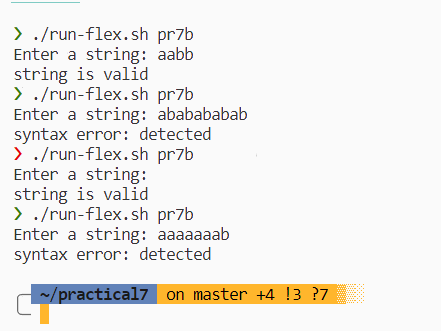 ❯ ./run-flex.sh pr7b
Enter a string: aabb
string is valid
❯ ./run-flex.sh pr7b
Enter a string: ababababab
syntax error: detected
❯ ./run-flex.sh pr7b
Enter a string:
string is valid
❯ ./run-flex.sh pr7b
Enter a string: aaaaaaab
syntax error: detected
~/practical7 on master +4 !3 ?7